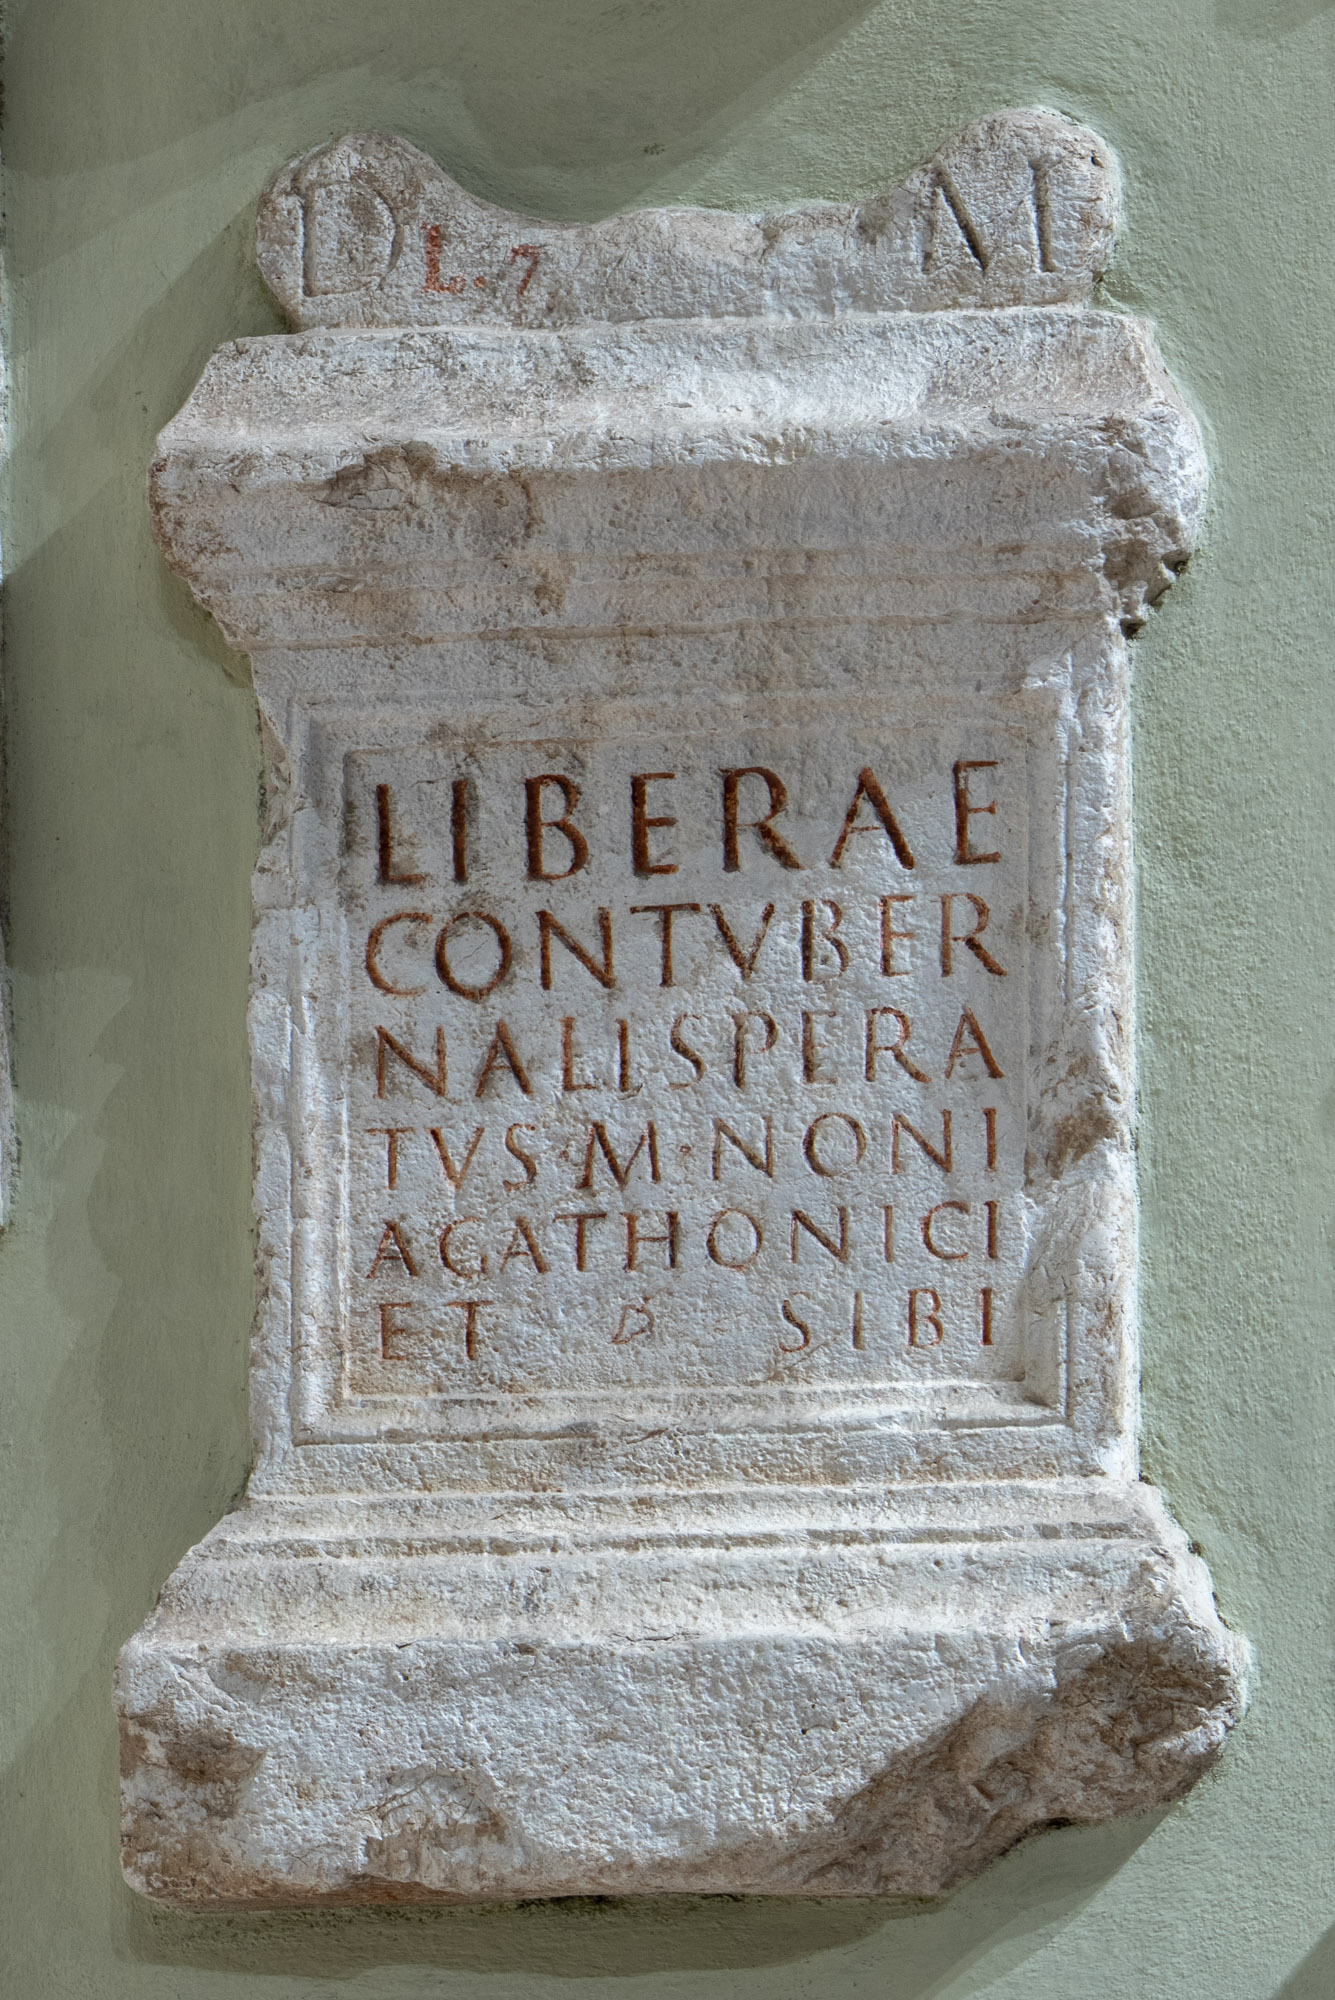 D L.7 M
LIBERAE
CONTVBER
NALI SPERA
TVS·M·NONI
AGATHONICI
ET SIBI